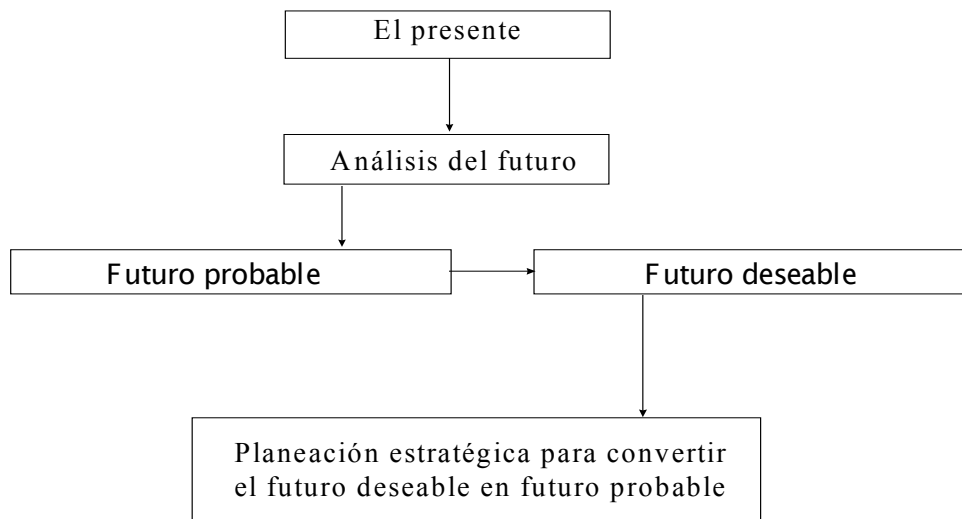 El presente
Análisis del futuro
Futuro probable
Futuro deseable
Planeación estratégica para convertir
el futuro deseable en futuro probable